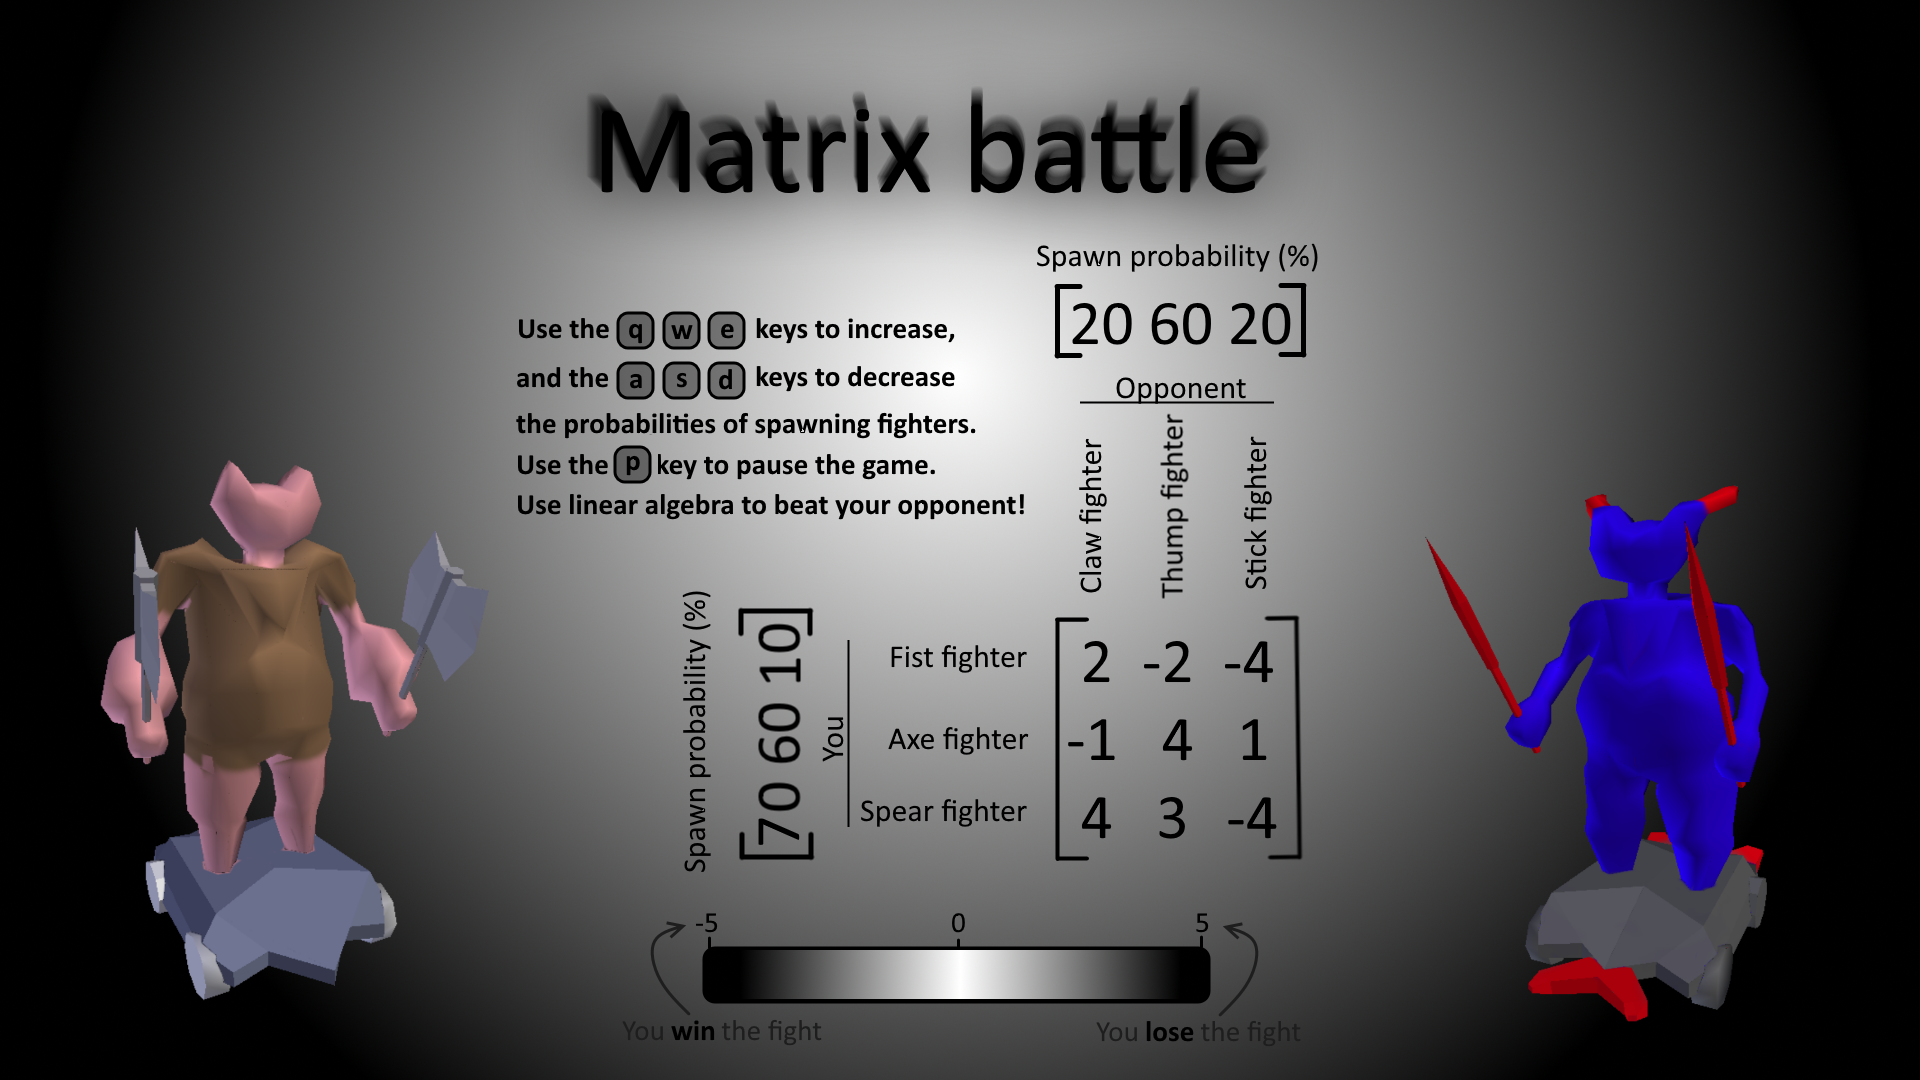 Matrix battle
Spawn probability (%)
[20 60 20]
Use the q w e keys to increase,
and the a s d keys to decrease
the probabilities of spawning fighters.
Use the p key to pause the game.
Use linear algebra to beat your opponent!
Opponent
Claw fighter
Thump fighter
Stick fighter
Spawn probability (%)
[70 60 10]
You
Fist fighter 2 -2 -4
Axe fighter -1 4 1
Spear fighter 4 3 -4
-5 0 5
You win the fight
You lose the fight